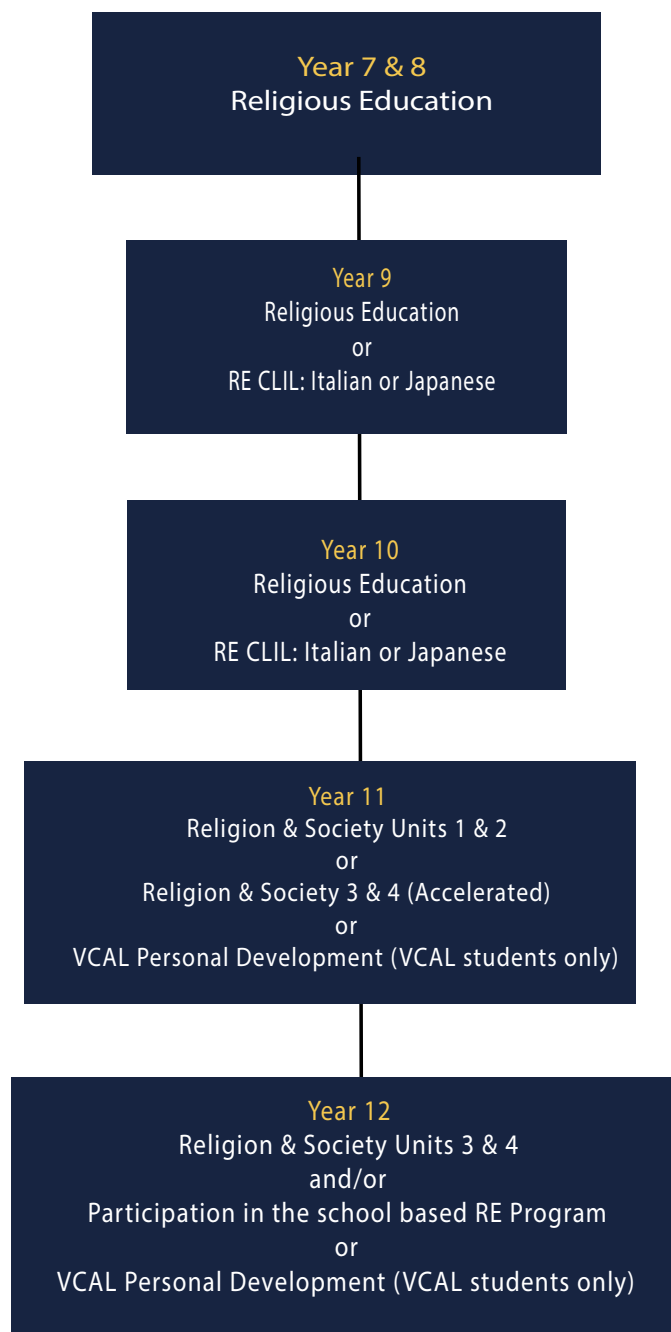 Year 7 & 8
Religious Education
Year 9
Religious Education
or
RE CLIL: Italian or Japanese
Year 10
Religious Education
or
RE CLIL: Italian or Japanese
Year 11
Religion & Society Units 1 & 2
or
Religion & Society 3 & 4 (Accelerated)
or
VCAL Personal Development (VCAL students only)
Year 12
Religion & Society Units 3 & 4
and/or
Participation in the school based RE Program
or
VCAL Personal Development (VCAL students only)